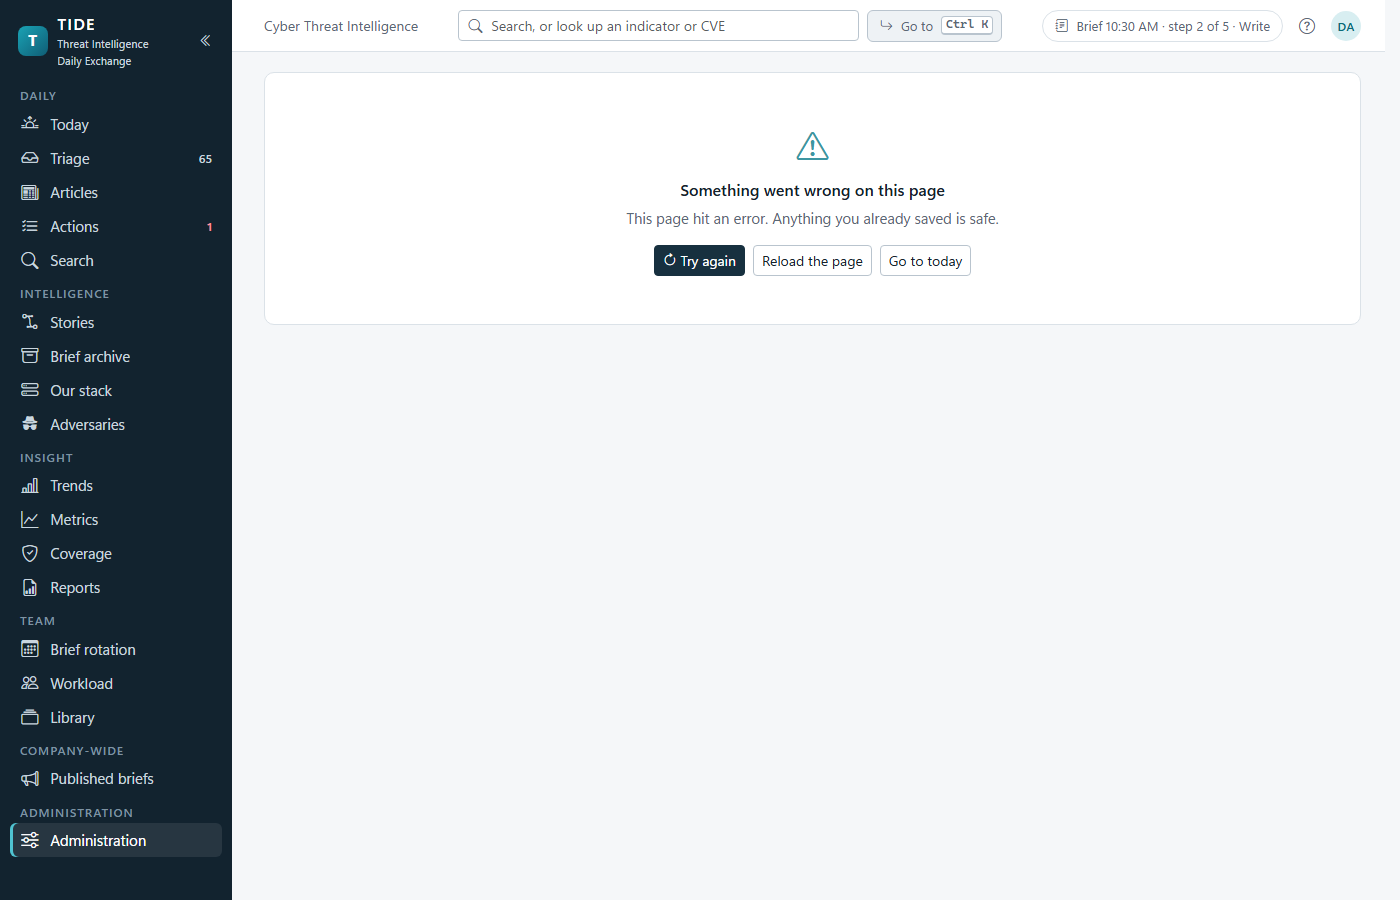 T
TIDE
Threat Intelligence
Daily Exchange
DAILY
Today
Triage 65
Articles
Actions 1
Search
INTELLIGENCE
Stories
Brief archive
Our stack
Adversaries
INSIGHT
Trends
Metrics
Coverage
Reports
TEAM
Brief rotation
Workload
Library
COMPANY-WIDE
Published briefs
ADMINISTRATION
Administration
Cyber Threat Intelligence
Search, or look up an indicator or CVE
Go to Ctrl K
Brief 10:30 AM · step 2 of 5 · Write
?
DA
Something went wrong on this page
This page hit an error. Anything you already saved is safe.
Try again
Reload the page
Go to today